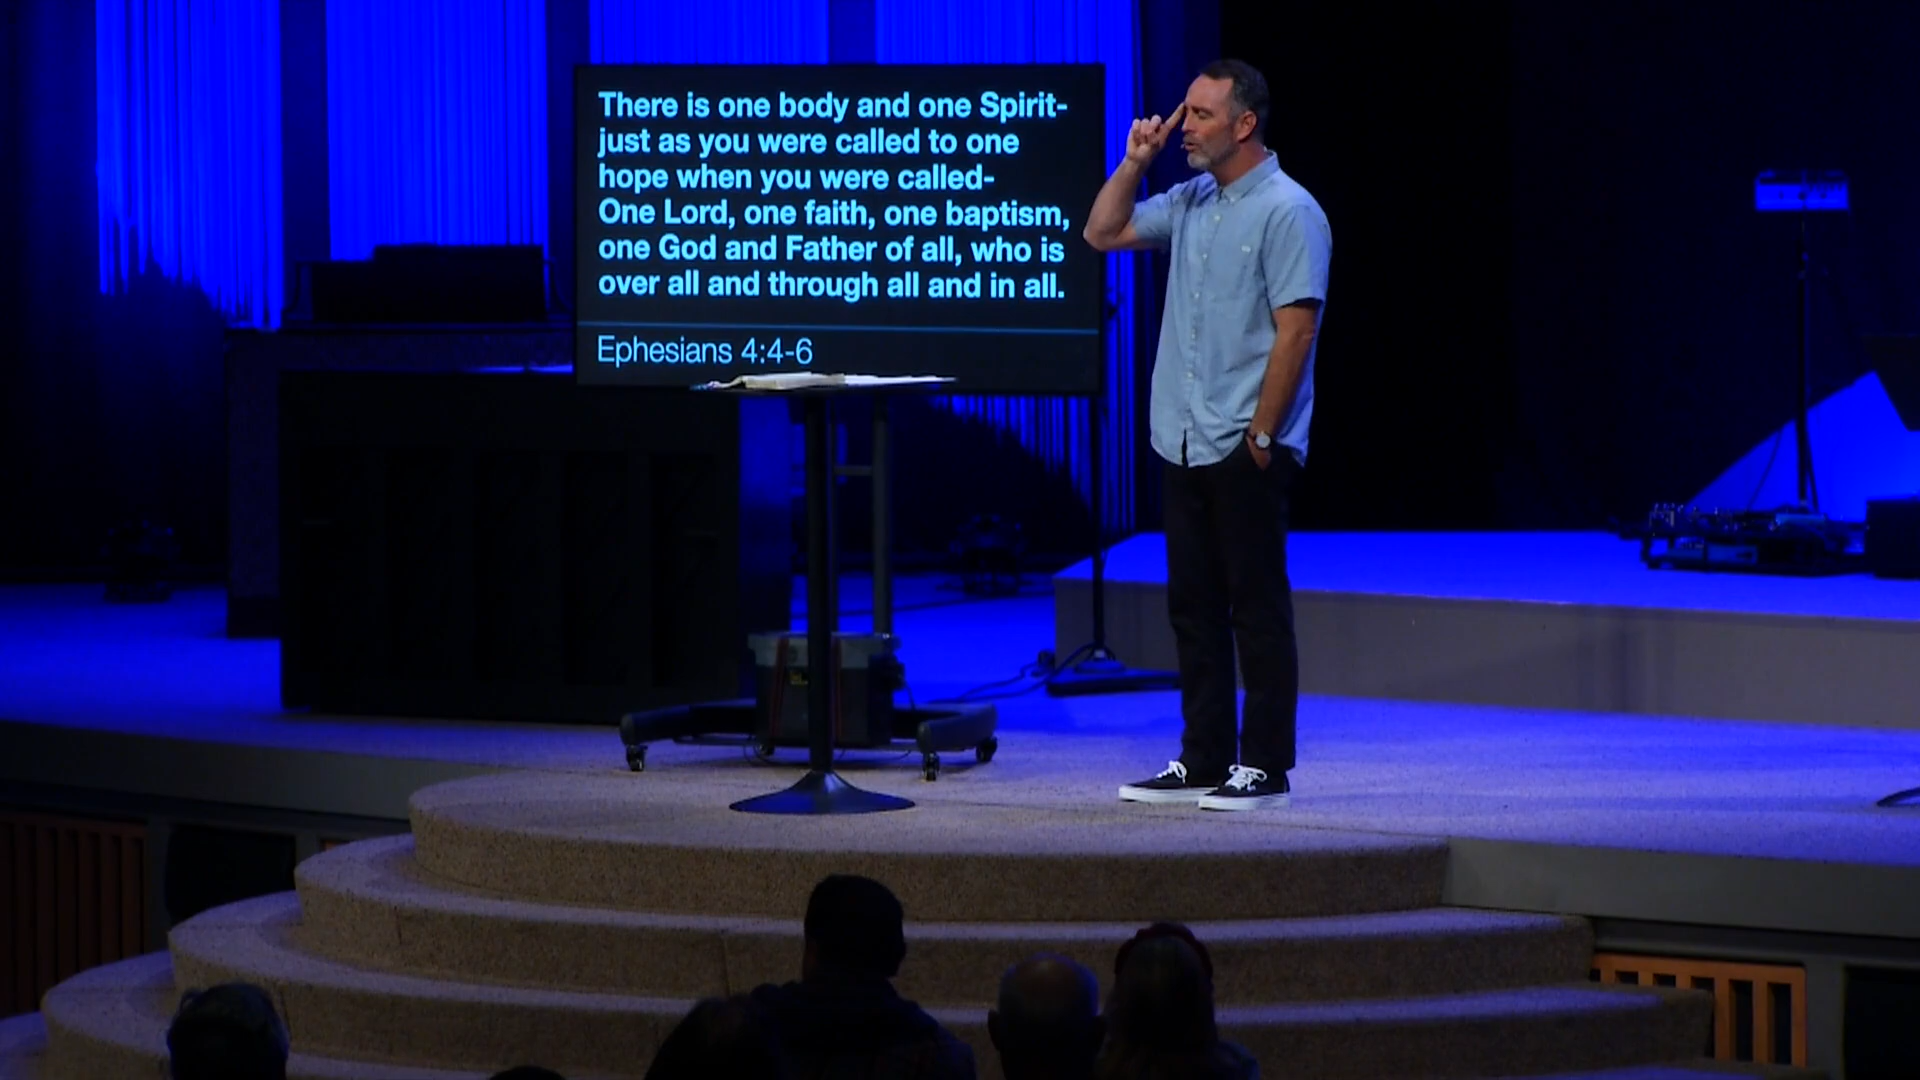 There is one body and one Spirit-
just as you were called to one
hope when you were called-
One Lord, one faith, one baptism,
one God and Father of all, who is
over all and through all and in all.
Ephesians 4:4-6